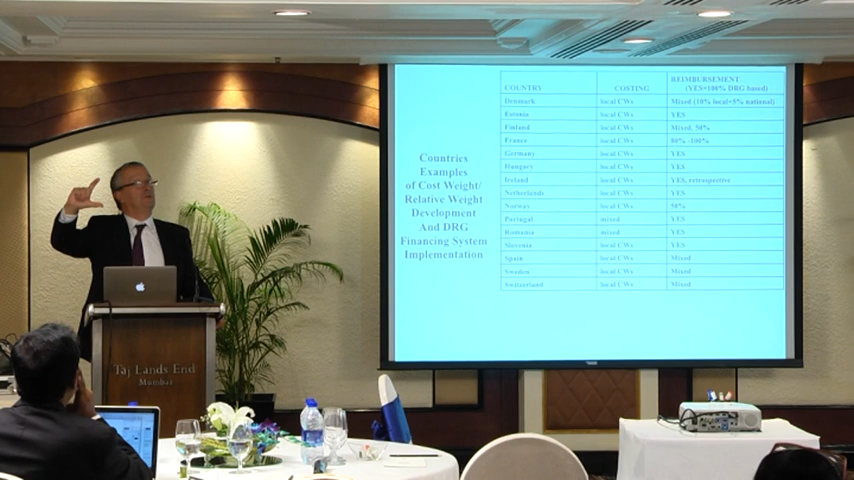 Taj Lands End
Mumbai
Countries
Examples
of Cost Weight/
Relative Weight
Development
And DRG
Financing System
Implementation
COUNTRY COSTING REIMBURSEMENT
(YES=100% DRG based)
Denmark local CWs Mixed (10% local+5% national)
Estonia local CWs YES
Finland local CWs Mixed, 50%
France local CWs 80% -100%
Germany local CWs YES
Hungary local CWs YES
Ireland local CWs YES, retrospective
Netherlands local CWs YES
Norway local CWs 50%
Portugal mixed YES
Romania mixed YES
Slovenia local CWs YES
Spain local CWs Mixed
Sweden local CWs Mixed
Switzerland local CWs Mixed